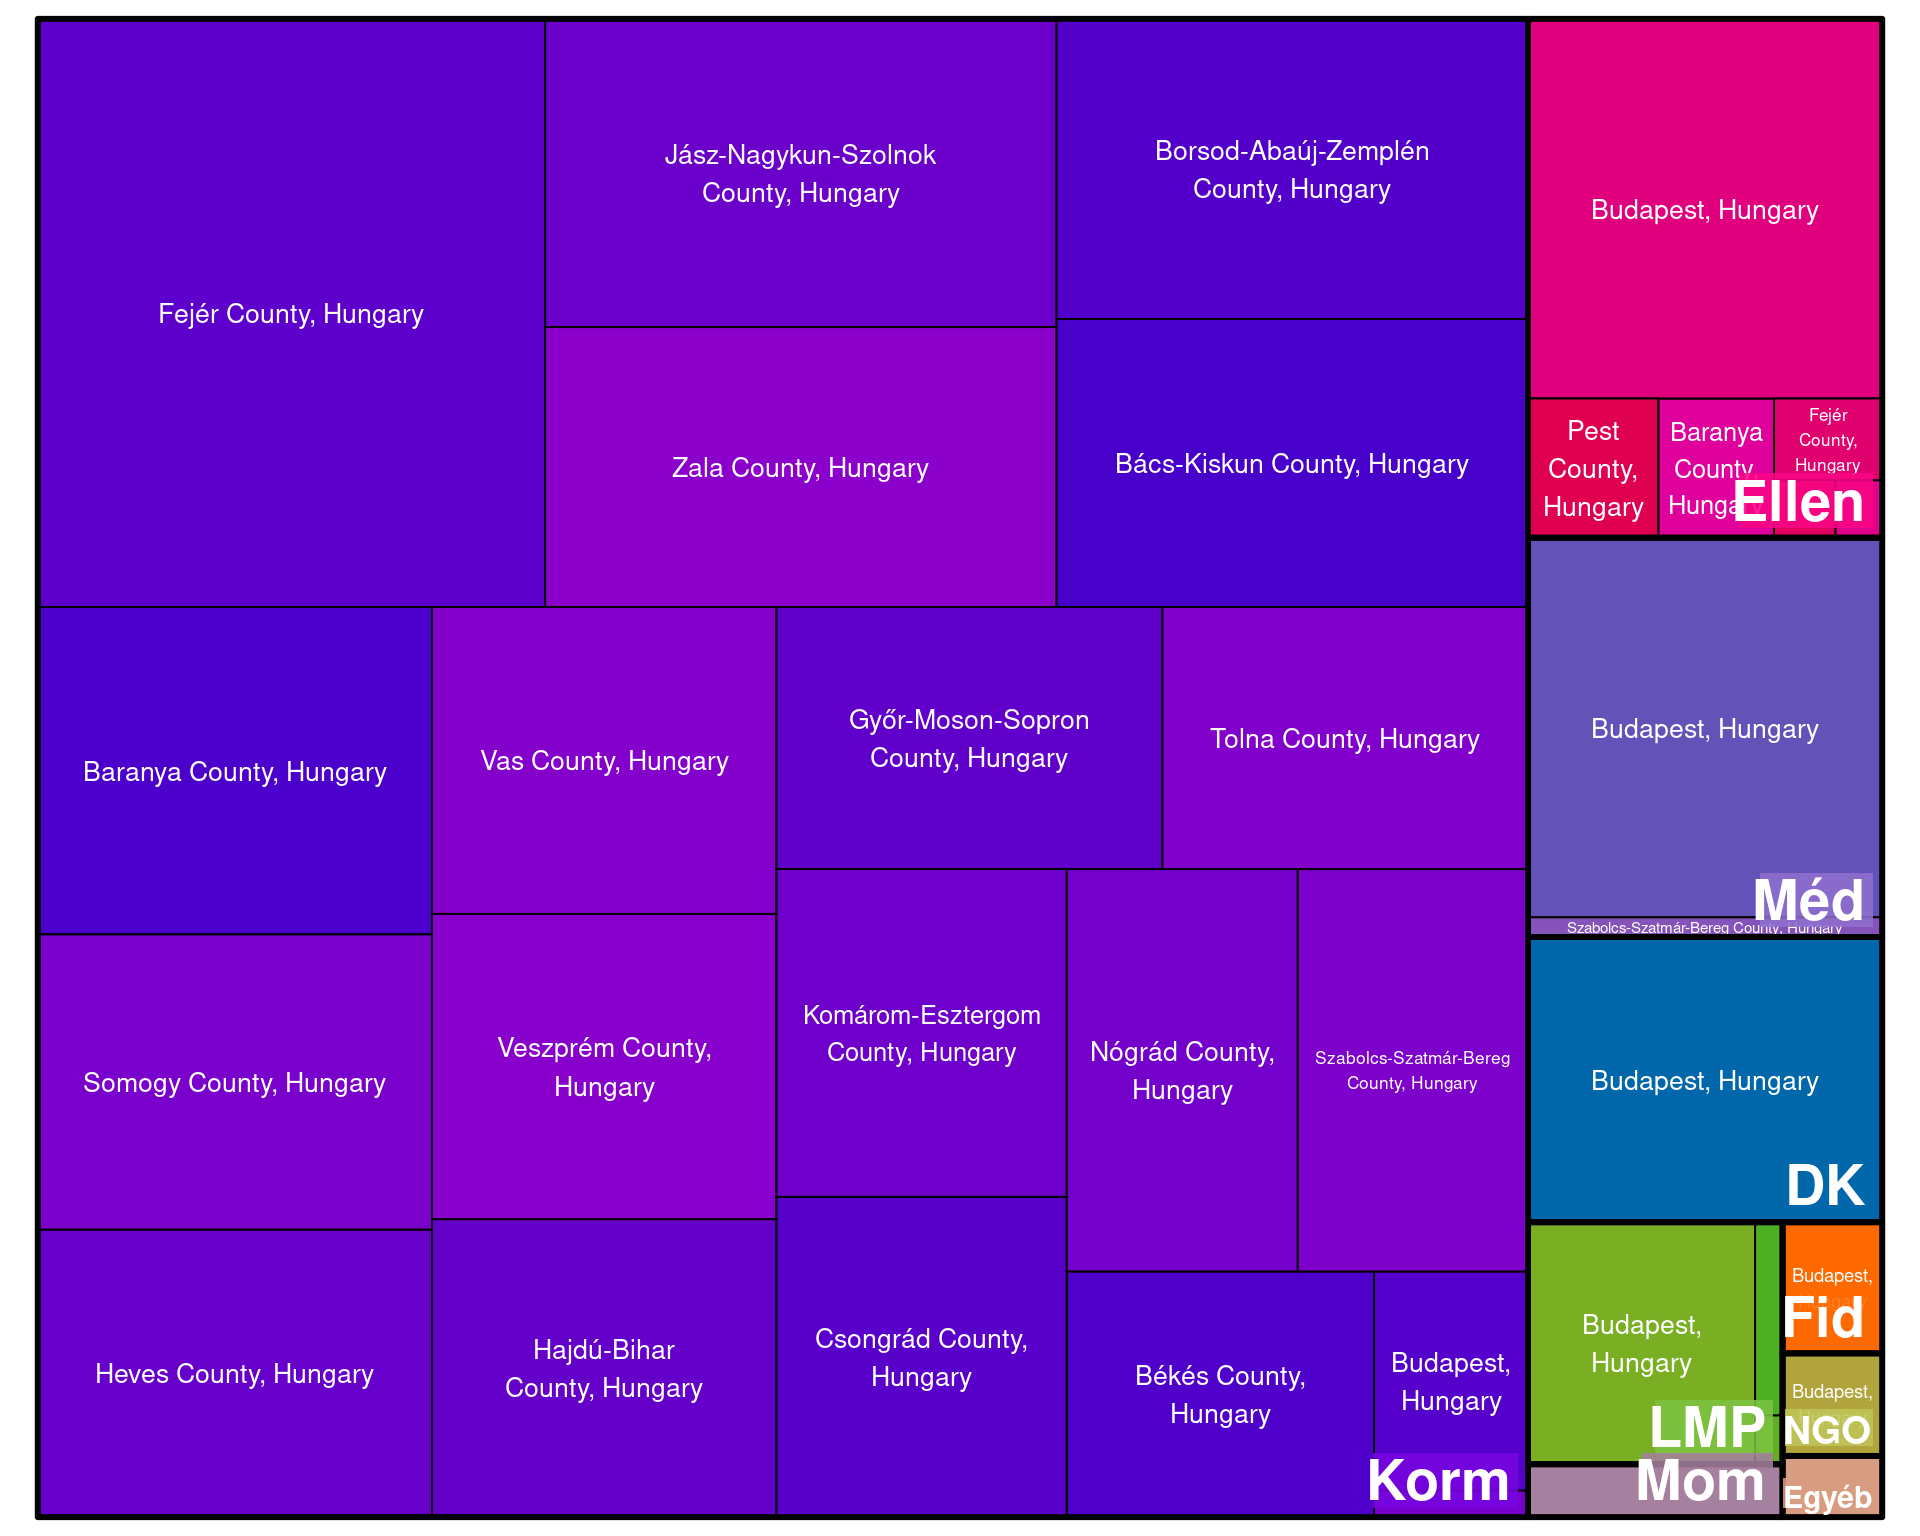 Fejér County, Hungary
Jász-Nagykun-Szolnok
County, Hungary
Zala County, Hungary
Borsod-Abaúj-Zemplén
County, Hungary
Bács-Kiskun County, Hungary
Baranya County, Hungary
Somogy County, Hungary
Heves County, Hungary
Vas County, Hungary
Veszprém County,
Hungary
Hajdú-Bihar
County, Hungary
Győr-Moson-Sopron
County, Hungary
Tolna County, Hungary
Komárom-Esztergom
County, Hungary
Csongrád County,
Hungary
Nógrád County,
Hungary
Szabolcs-Szatmár-Bereg
County, Hungary
Békés County,
Hungary
Budapest,
Hungary
Korm
Budapest, Hungary
Pest
County,
Hungary
Baranya
County,
Hungary
Fejér
County,
Hungary
Ellen
Budapest, Hungary
Méd
Szabolcs-Szatmár-Bereg County, Hungary
Budapest, Hungary
DK
Budapest,
Hungary
LMP
Mom
Budapest,
Fid
Budapest,
NGO
Egyéb